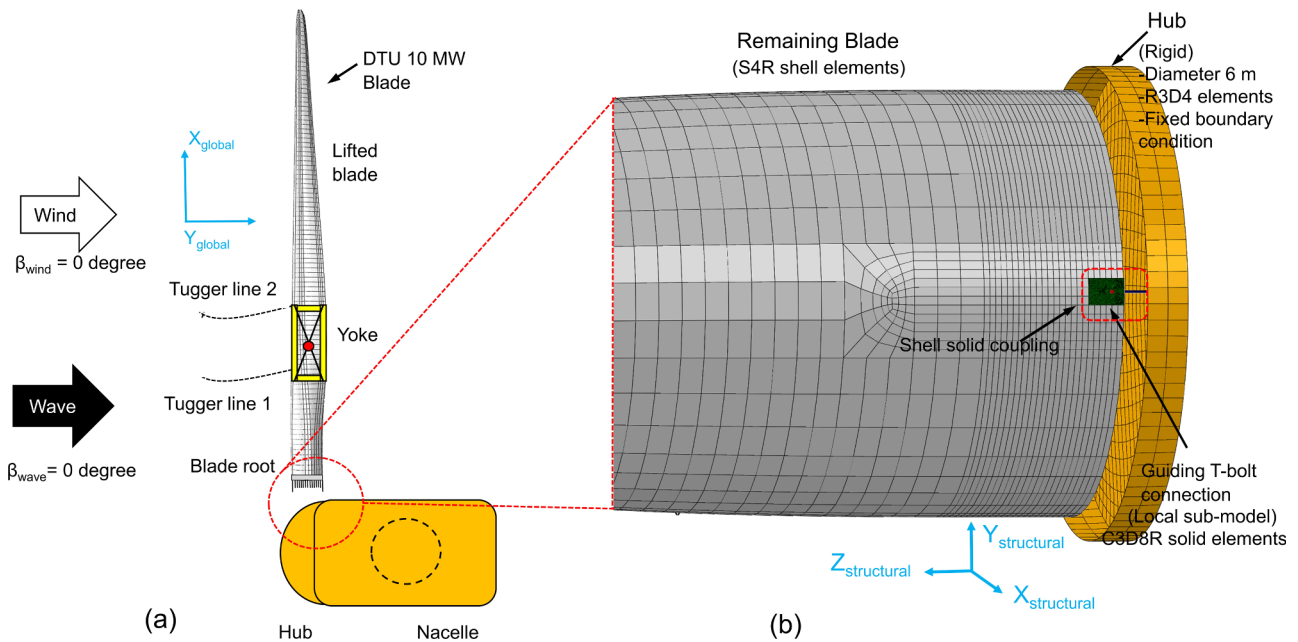 DTU 10 MW
Blade
X_global
Lifted
blade
Wind
Y_global
β_wind = 0 degree
Tugger line 2
Yoke
Wave
Tugger line 1
β_wave= 0 degree
Blade root
(a)
Hub
Nacelle
Remaining Blade
(S4R shell elements)
Hub
(Rigid)
-Diameter 6 m
-R3D4 elements
-Fixed boundary
condition
Shell solid coupling
Guiding T-bolt
connection
(Local sub-model)
C3D8R solid elements
Y_structural
Z_structural
X_structural
(b)